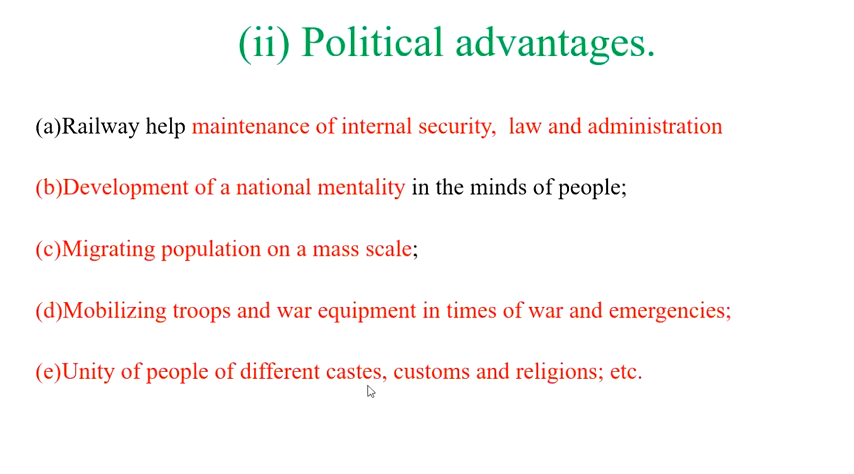 (ii) Political advantages.
(a)Railway help maintenance of internal security, law and administration
(b)Development of a national mentality in the minds of people;
(c)Migrating population on a mass scale;
(d)Mobilizing troops and war equipment in times of war and emergencies;
(e)Unity of people of different castes, customs and religions; etc.